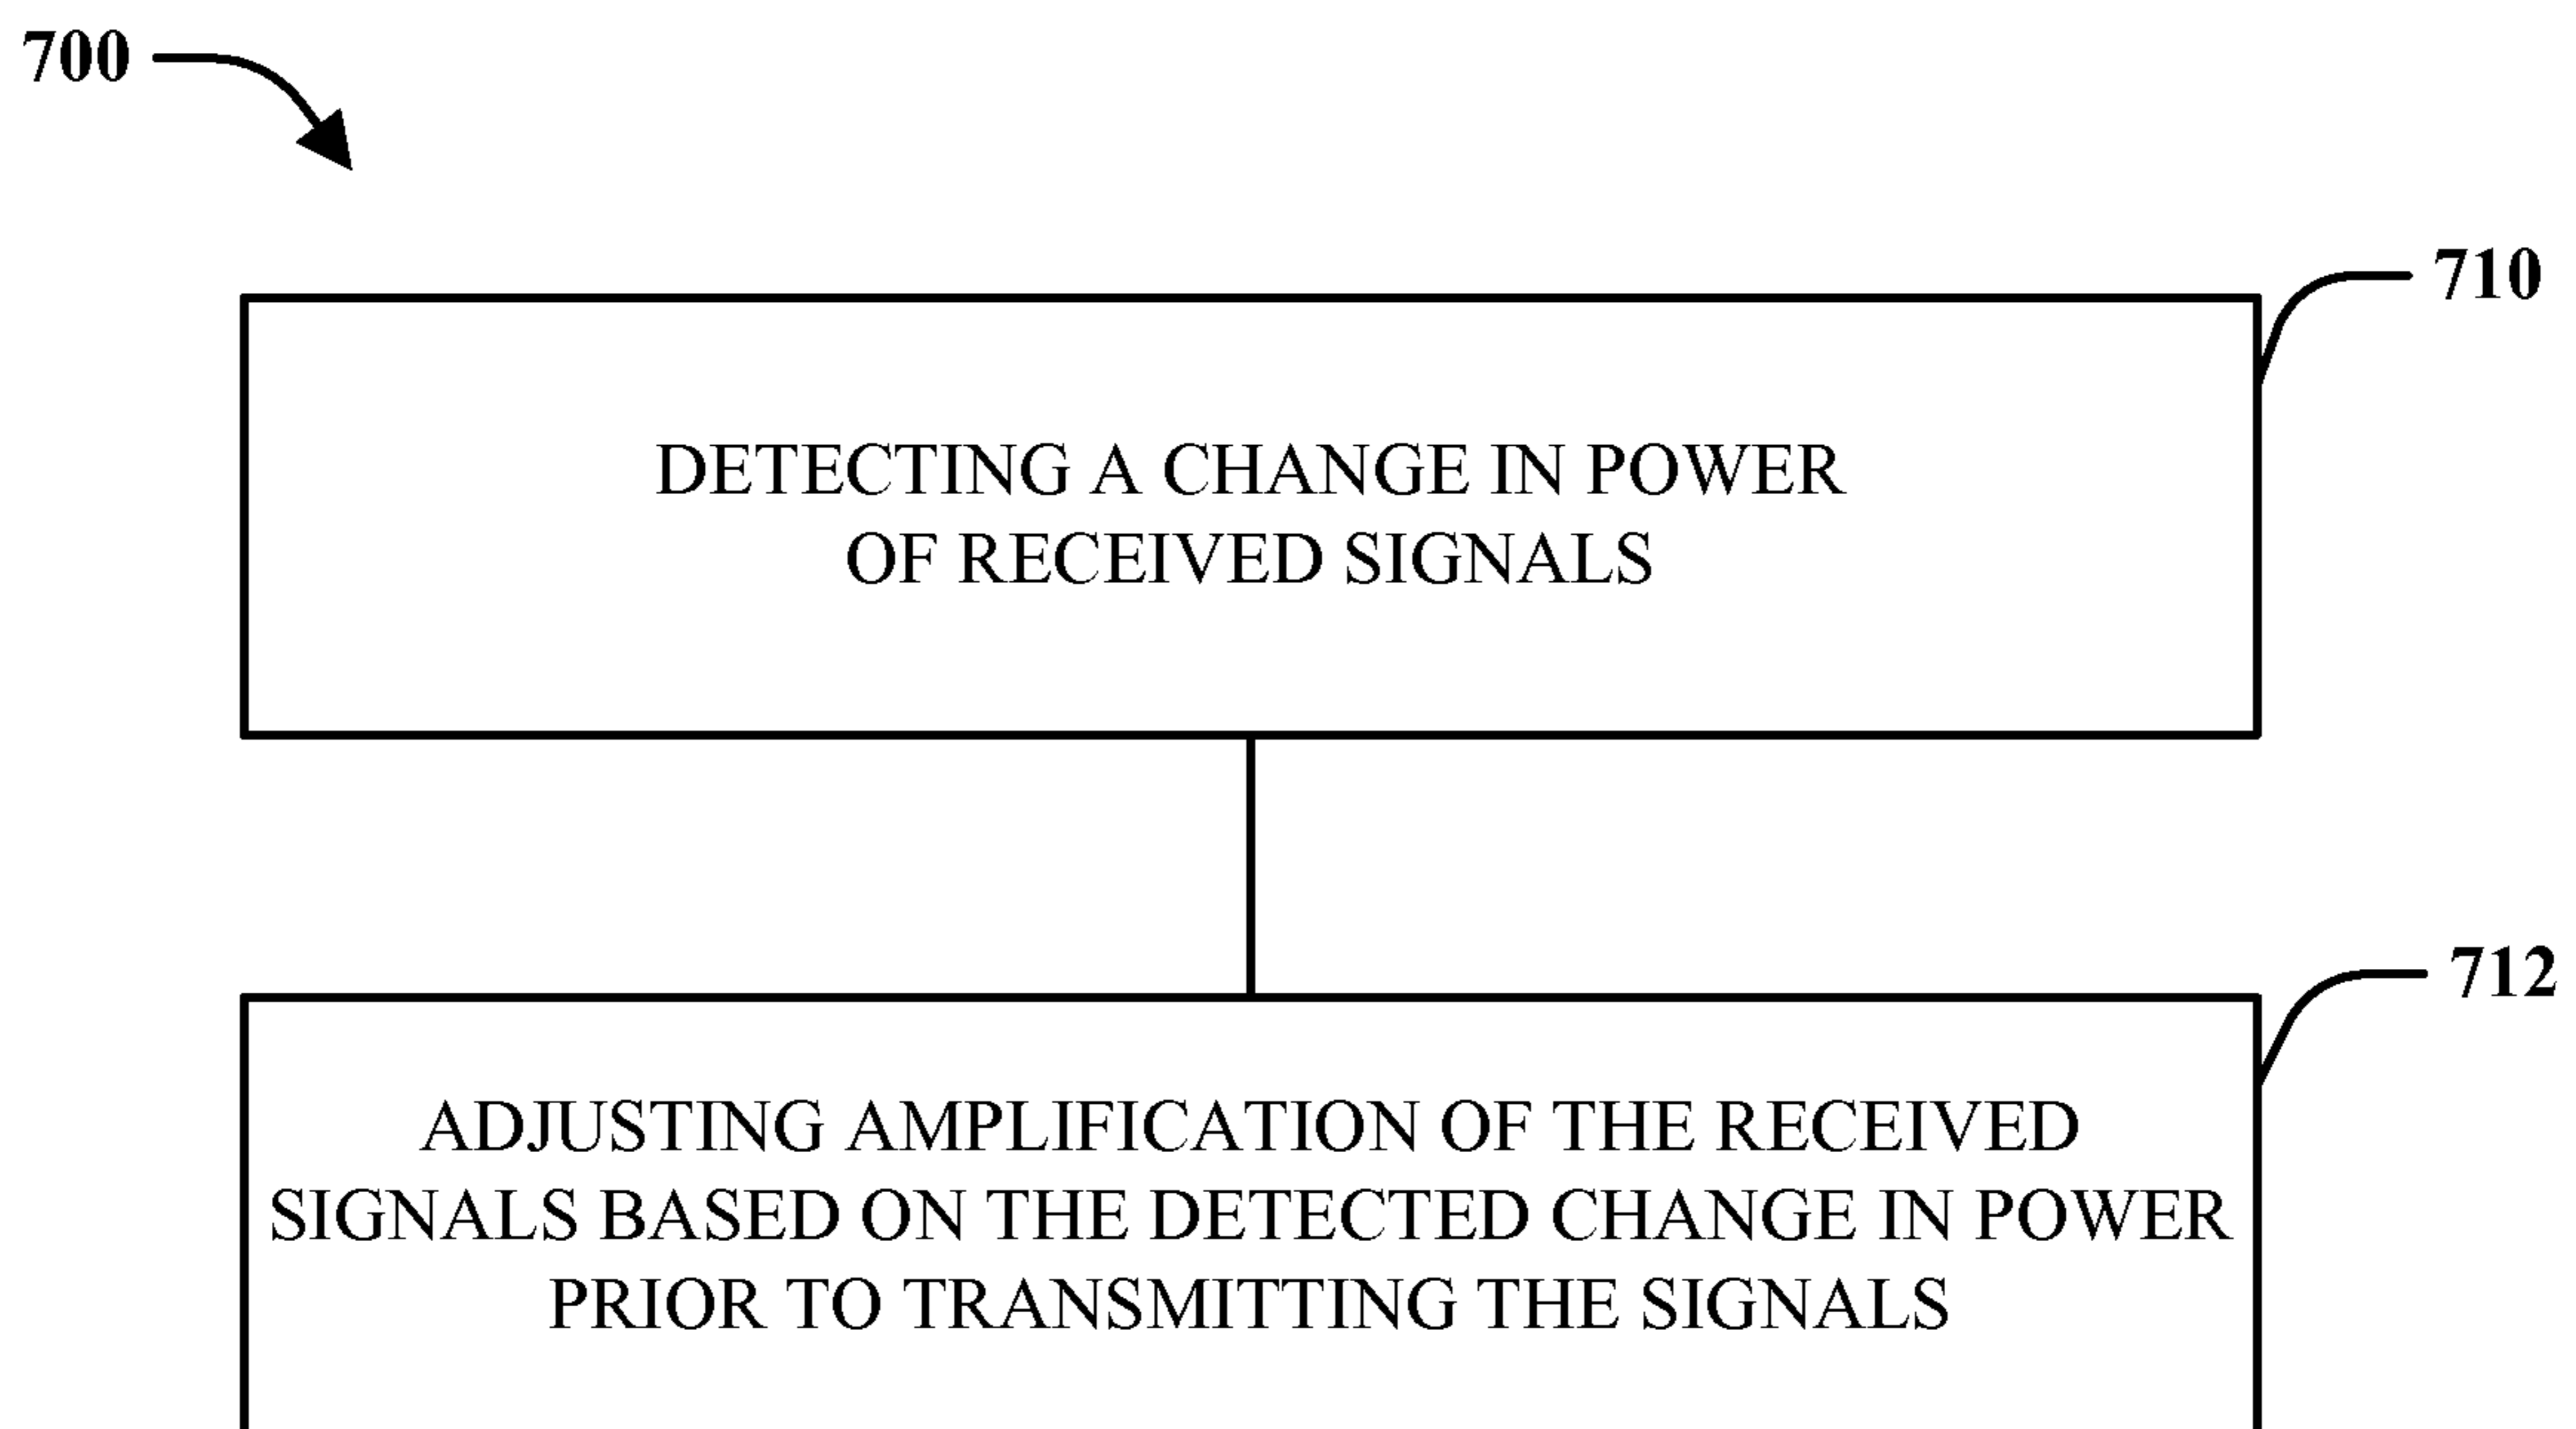 700
710
DETECTING A CHANGE IN POWER
OF RECEIVED SIGNALS
712
ADJUSTING AMPLIFICATION OF THE RECEIVED
SIGNALS BASED ON THE DETECTED CHANGE IN POWER
PRIOR TO TRANSMITTING THE SIGNALS